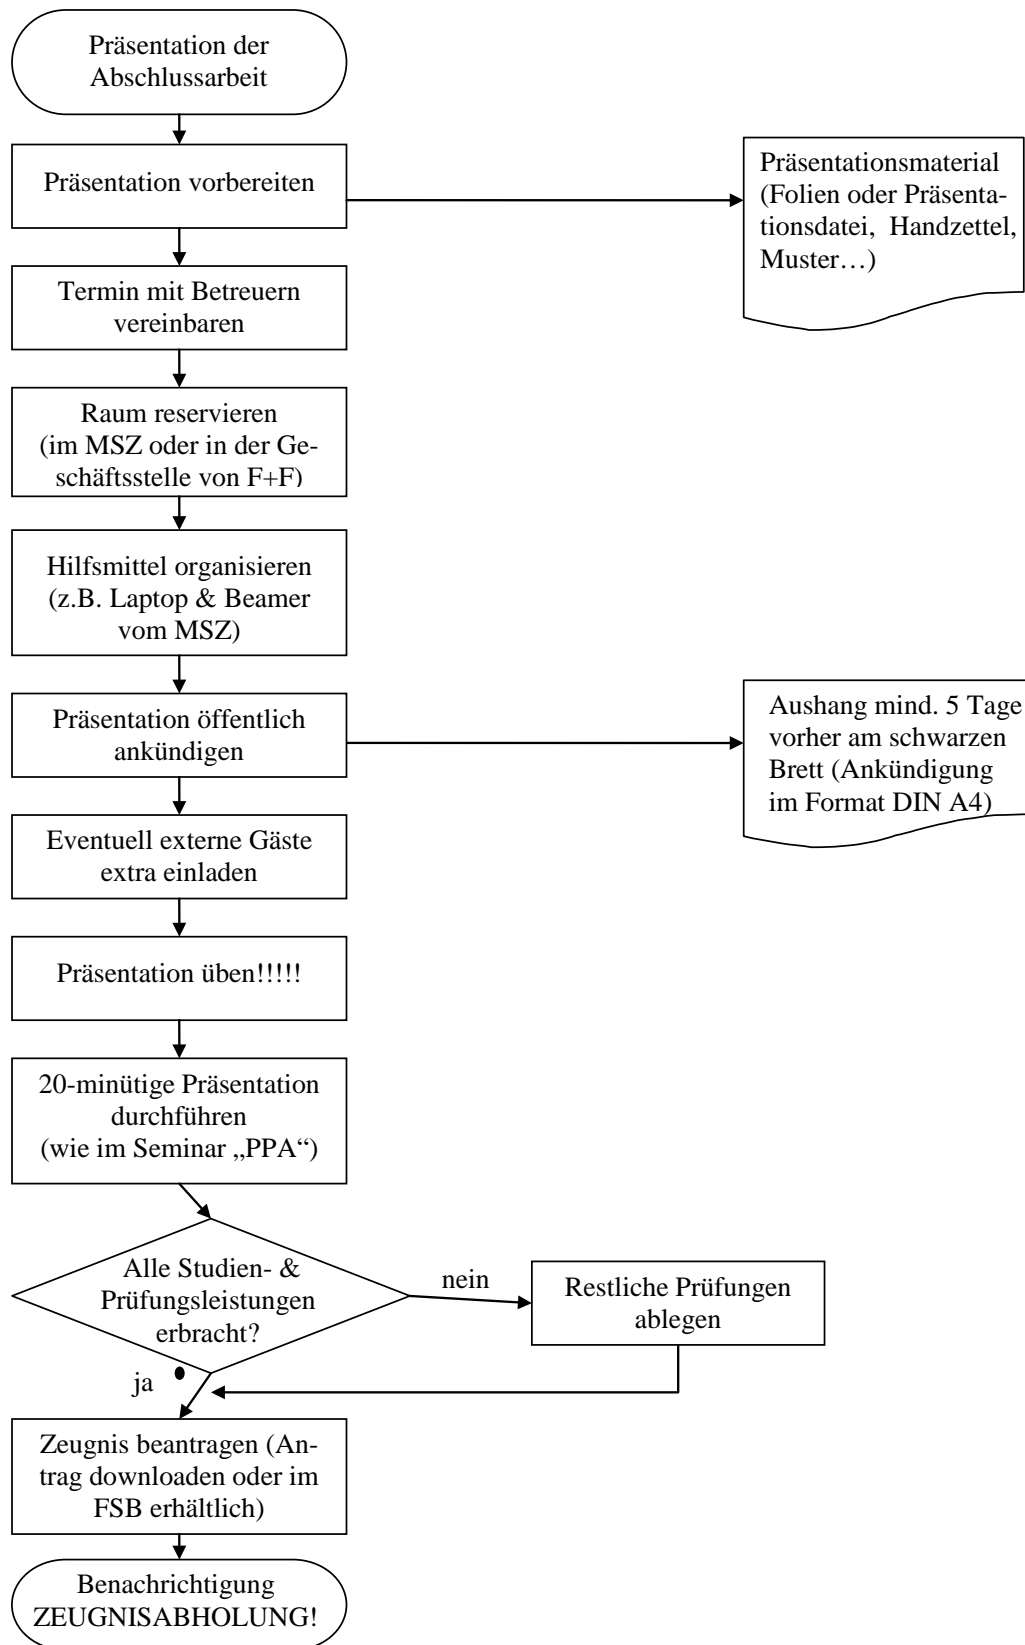 Präsentation der
Abschlussarbeit
Präsentation vorbereiten
Präsentationsmaterial
(Folien oder Präsenta-
tionsdatei,  Handzettel,
Muster…)
Termin mit Betreuern
vereinbaren
Raum reservieren
(im MSZ oder in der Ge-
schäftsstelle von F+F)
Hilfsmittel organisieren
(z.B. Laptop & Beamer
vom MSZ)
Präsentation öffentlich
ankündigen
Aushang mind. 5 Tage
vorher am schwarzen
Brett (Ankündigung
im Format DIN A4)
Eventuell externe Gäste
extra einladen
Präsentation üben!!!!!
20-minütige Präsentation
durchführen
(wie im Seminar „PPA“)
Alle Studien- &
Prüfungsleistungen
erbracht?
nein
Restliche Prüfungen
ablegen
ja
Zeugnis beantragen (An-
trag downloaden oder im
FSB erhältlich)
Benachrichtigung
ZEUGNISABHOLUNG!